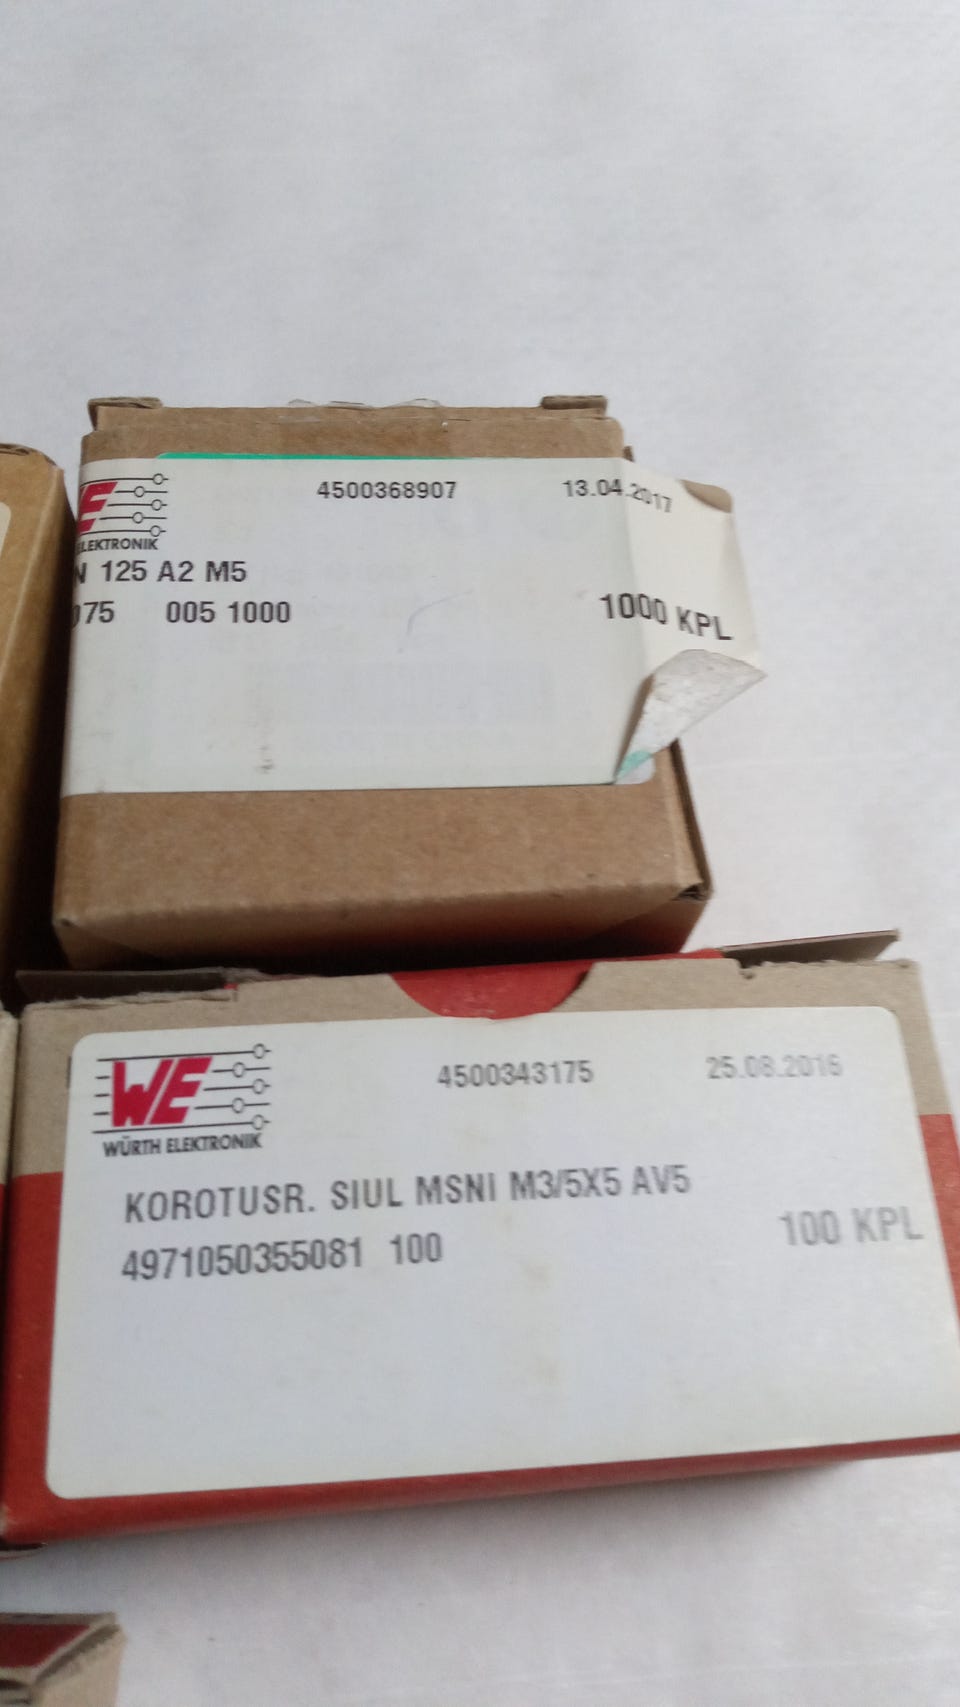 4500368907 13.04.2017
E
ELEKTRONIK
N 125 A2 M5
075 005 1000 1000 KPL
WE
WÜRTH ELEKTRONIK
4500343175 25.08.2016
KOROTUSR. SIUL MSNI M3/5X5 AV5
4971050355081 100 100 KPL